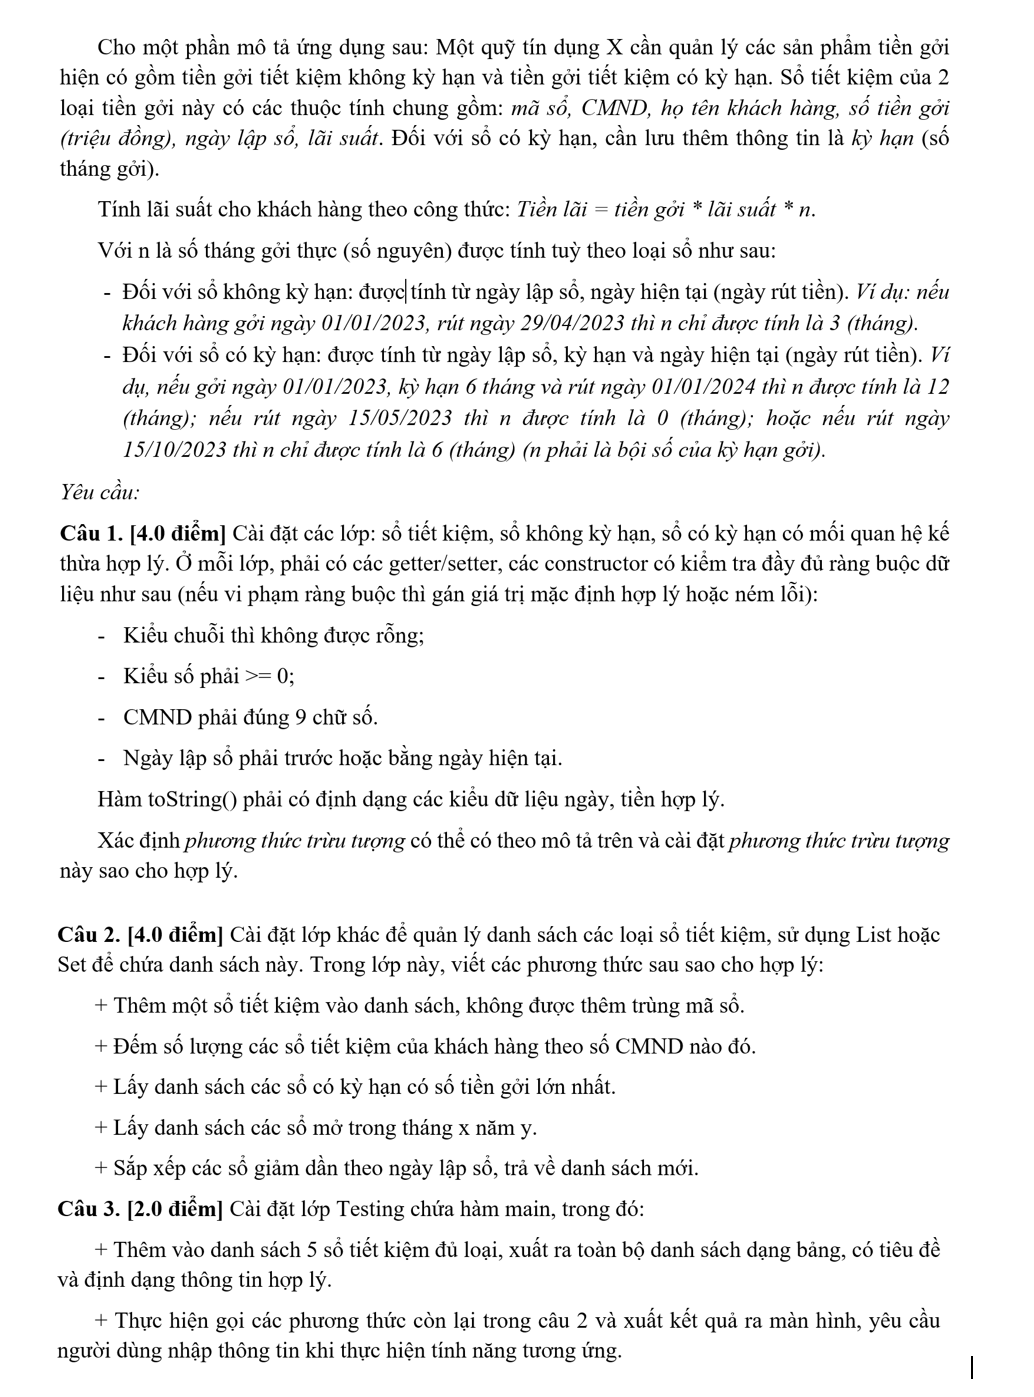 Cho một phần mô tả ứng dụng sau: Một quỹ tín dụng X cần quản lý các sản phẩm tiền gởi
hiện có gồm tiền gởi tiết kiệm không kỳ hạn và tiền gởi tiết kiệm có kỳ hạn. Sổ tiết kiệm của 2
loại tiền gởi này có các thuộc tính chung gồm: mã sổ, CMND, họ tên khách hàng, số tiền gởi
(triệu đồng), ngày lập sổ, lãi suất. Đối với sổ có kỳ hạn, cần lưu thêm thông tin là kỳ hạn (số
tháng gởi).
Tính lãi suất cho khách hàng theo công thức: Tiền lãi = tiền gởi * lãi suất * n.
Với n là số tháng gởi thực (số nguyên) được tính tuỳ theo loại sổ như sau:
- Đối với sổ không kỳ hạn: được tính từ ngày lập sổ, ngày hiện tại (ngày rút tiền). Ví dụ: nếu
khách hàng gởi ngày 01/01/2023, rút ngày 29/04/2023 thì n chỉ được tính là 3 (tháng).
- Đối với sổ có kỳ hạn: được tính từ ngày lập sổ, kỳ hạn và ngày hiện tại (ngày rút tiền). Ví
dụ, nếu gởi ngày 01/01/2023, kỳ hạn 6 tháng và rút ngày 01/01/2024 thì n được tính là 12
(tháng); nếu rút ngày 15/05/2023 thì n được tính là 0 (tháng); hoặc nếu rút ngày
15/10/2023 thì n chỉ được tính là 6 (tháng) (n phải là bội số của kỳ hạn gởi).
Yêu cầu:
Câu 1. [4.0 điểm] Cài đặt các lớp: sổ tiết kiệm, sổ không kỳ hạn, sổ có kỳ hạn có mối quan hệ kế
thừa hợp lý. Ở mỗi lớp, phải có các getter/setter, các constructor có kiểm tra đầy đủ ràng buộc dữ
liệu như sau (nếu vi phạm ràng buộc thì gán giá trị mặc định hợp lý hoặc ném lỗi):
- Kiểu chuỗi thì không được rỗng;
- Kiểu số phải >= 0;
- CMND phải đúng 9 chữ số.
- Ngày lập sổ phải trước hoặc bằng ngày hiện tại.
Hàm toString() phải có định dạng các kiểu dữ liệu ngày, tiền hợp lý.
Xác định phương thức trừu tượng có thể có theo mô tả trên và cài đặt phương thức trừu tượng
này sao cho hợp lý.
Câu 2. [4.0 điểm] Cài đặt lớp khác để quản lý danh sách các loại sổ tiết kiệm, sử dụng List hoặc
Set để chứa danh sách này. Trong lớp này, viết các phương thức sau sao cho hợp lý:
+ Thêm một sổ tiết kiệm vào danh sách, không được thêm trùng mã sổ.
+ Đếm số lượng các sổ tiết kiệm của khách hàng theo số CMND nào đó.
+ Lấy danh sách các sổ có kỳ hạn có số tiền gởi lớn nhất.
+ Lấy danh sách các sổ mở trong tháng x năm y.
+ Sắp xếp các sổ giảm dần theo ngày lập sổ, trả về danh sách mới.
Câu 3. [2.0 điểm] Cài đặt lớp Testing chứa hàm main, trong đó:
+ Thêm vào danh sách 5 sổ tiết kiệm đủ loại, xuất ra toàn bộ danh sách dạng bảng, có tiêu đề
và định dạng thông tin hợp lý.
+ Thực hiện gọi các phương thức còn lại trong câu 2 và xuất kết quả ra màn hình, yêu cầu
người dùng nhập thông tin khi thực hiện tính năng tương ứng.